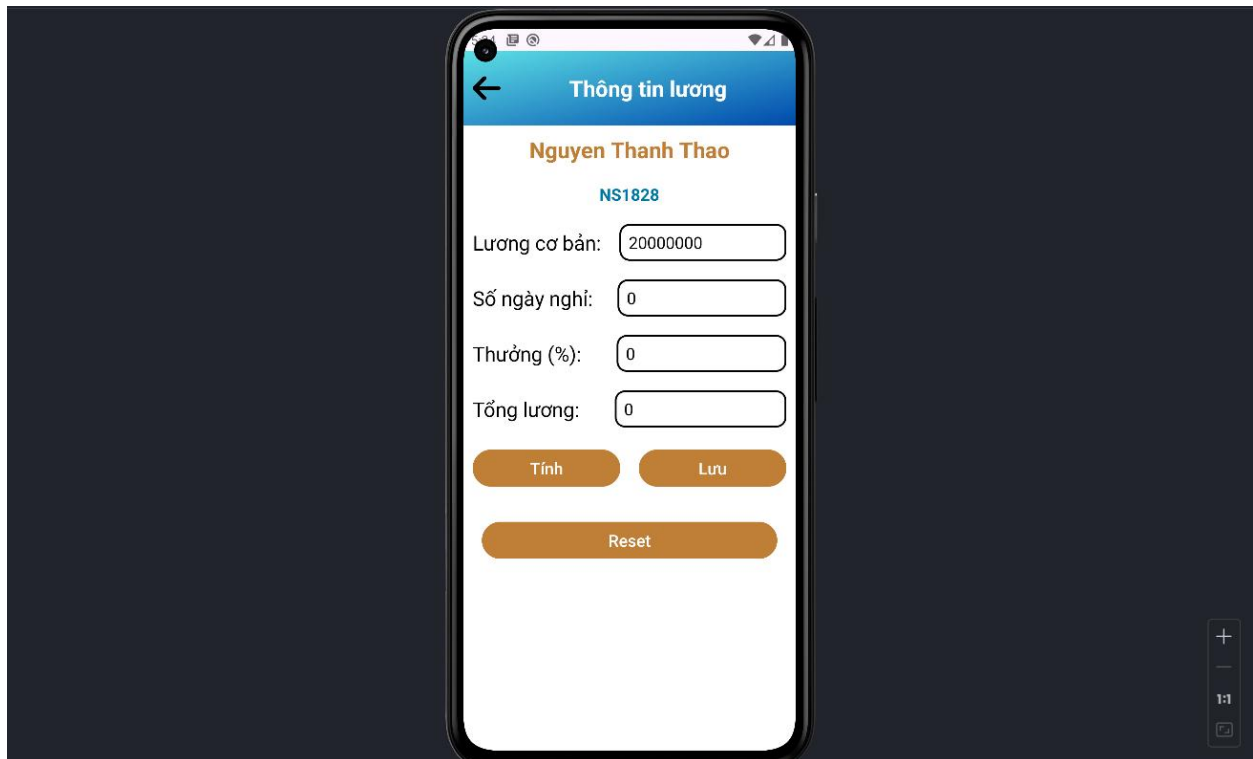 Thông tin lương
Nguyen Thanh Thao
NS1828
Lương cơ bản: 20000000
Số ngày nghỉ: 0
Thưởng (%): 0
Tổng lương: 0
Tính Lưu
Reset
1:1